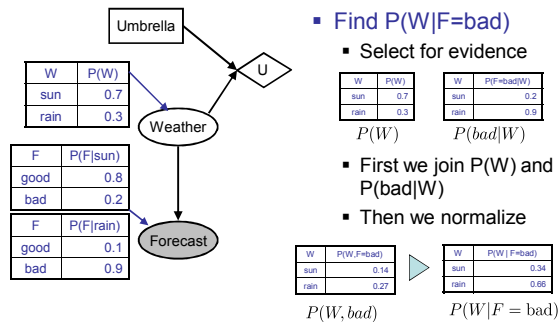 Umbrella
U
W P(W)
sun 0.7
rain 0.3
Weather
F P(F|sun)
good 0.8
bad 0.2
F P(F|rain)
good 0.1
bad 0.9
Forecast
▪ Find P(W|F=bad)
▪ Select for evidence
W P(W)
sun 0.7
rain 0.3
P(W)
W P(F=bad|W)
sun 0.2
rain 0.9
P(bad|W)
▪ First we join P(W) and
P(bad|W)
▪ Then we normalize
W P(W,F=bad)
sun 0.14
rain 0.27
P(W, bad)
W P(W | F=bad)
sun 0.34
rain 0.66
P(W|F = bad)